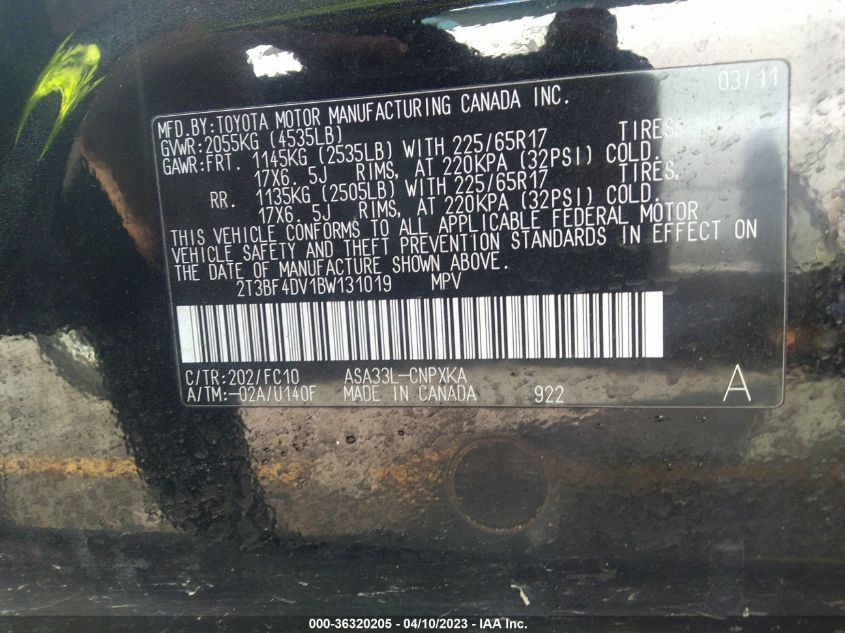 03/11
MFD.BY:TOYOTA MOTOR MANUFACTURING CANADA INC.
GVWR:2055KG (4535LB)
GAWR:FRT. 1145KG (2535LB) WITH 225/65R17 TIRES,
17X6.5J RIMS, AT 220KPA (32PSI) COLD.
RR. 1135KG (2505LB) WITH 225/65R17 TIRES,
17X6.5J RIMS, AT 220KPA (32PSI) COLD.
THIS VEHICLE CONFORMS TO ALL APPLICABLE FEDERAL MOTOR
VEHICLE SAFETY AND THEFT PREVENTION STANDARDS IN EFFECT ON
THE DATE OF MANUFACTURE SHOWN ABOVE.
2T3BF4DV1BW131019 MPV
C/TR:202/FC10 ASA33L-CNPXKA
A/TM:-02A/U140F MADE IN CANADA 922 A
000-36320205 - 04/10/2023 - IAA Inc.